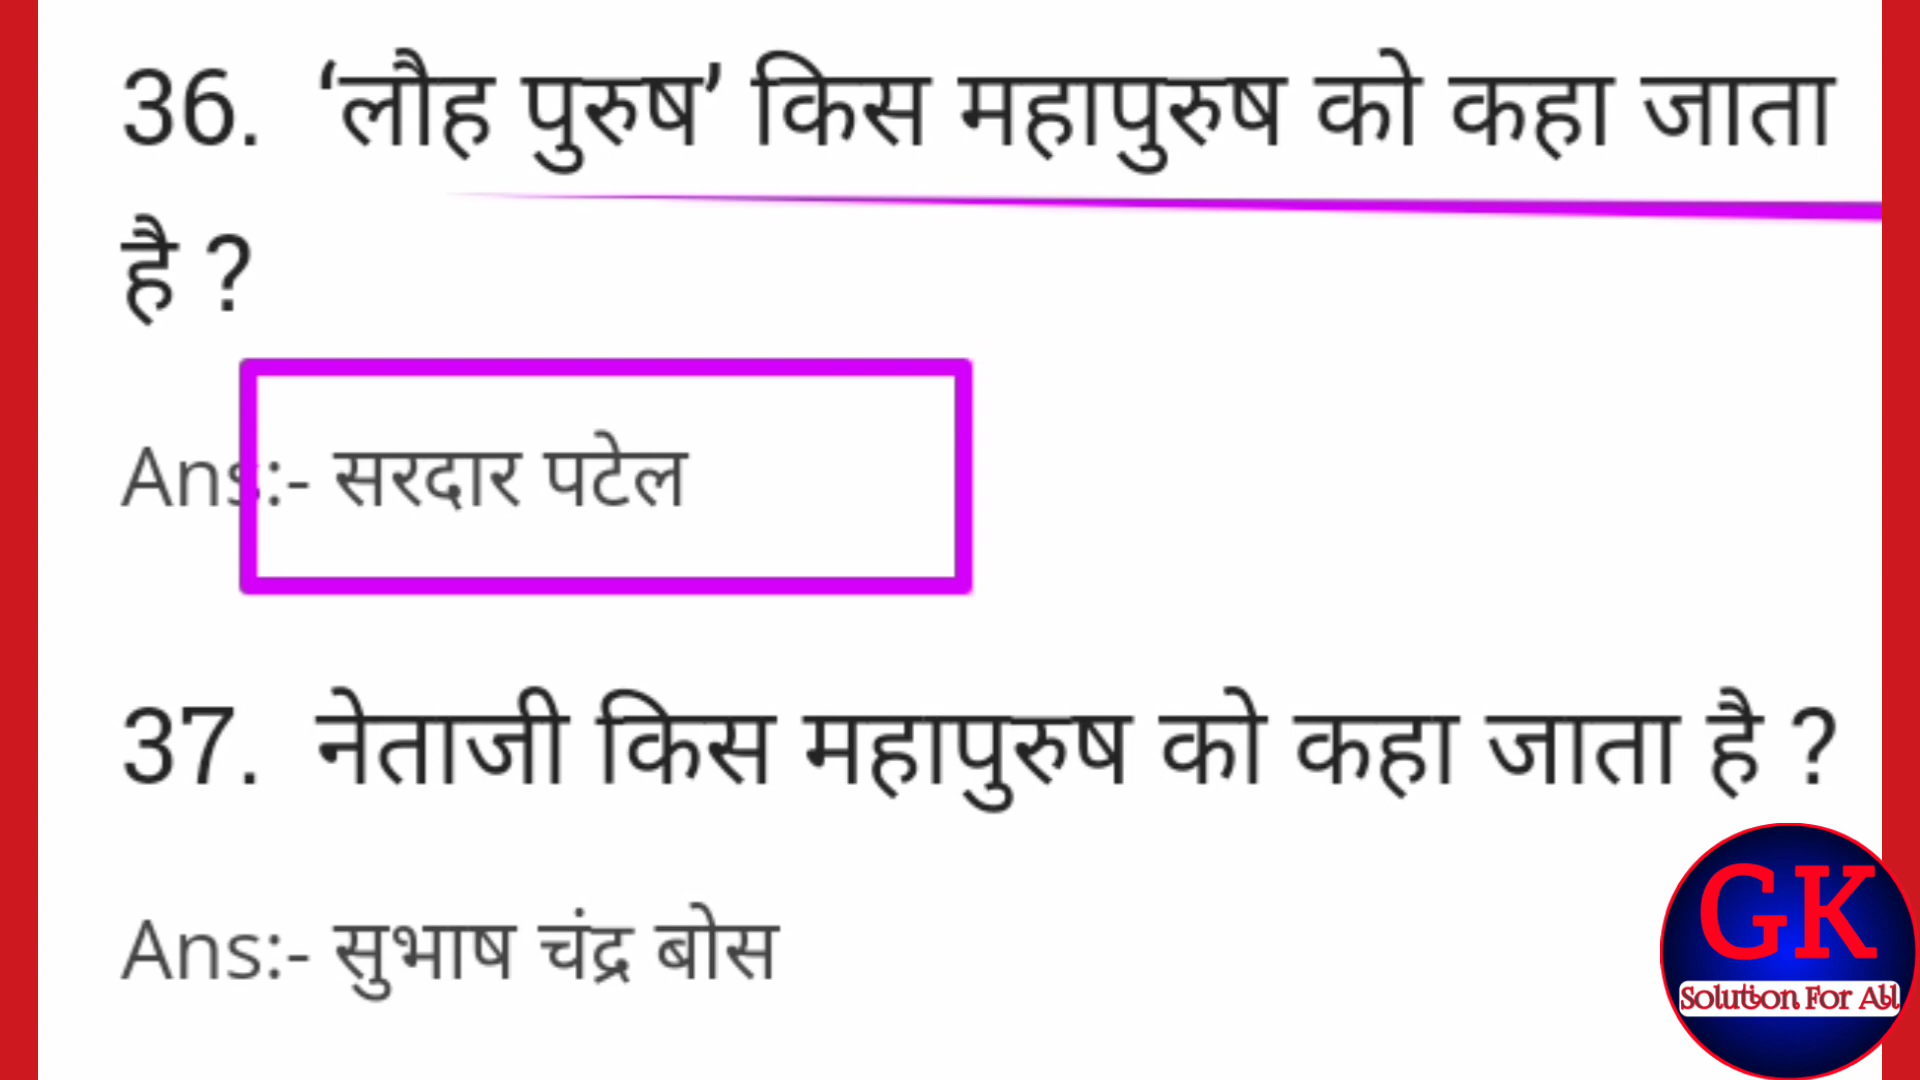 36. ‘लौह पुरुष’ किस महापुरुष को कहा जाता
है ?
Ans:- सरदार पटेल
37. नेताजी किस महापुरुष को कहा जाता है ?
Ans:- सुभाष चंद्र बोस
GK
Solution For All